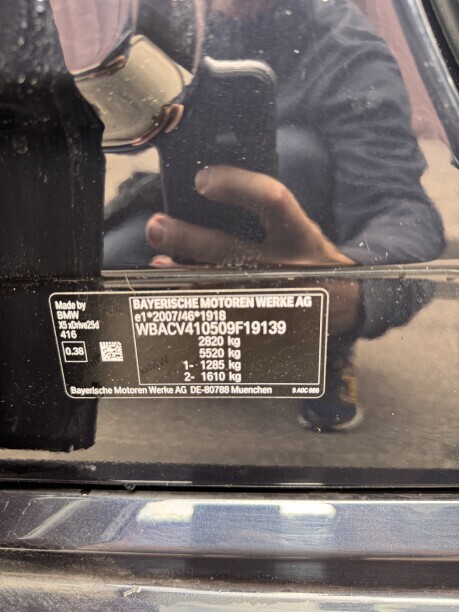 Made by
BMW
X5 xDrive25d
416
0.38
BAYERISCHE MOTOREN WERKE AG
e1*2007/46*1918
WBACV410509F19139
2820 kg
5520 kg
1- 1285 kg
2- 1610 kg
Bayerische Motoren Werke AG DE-80788 Muenchen